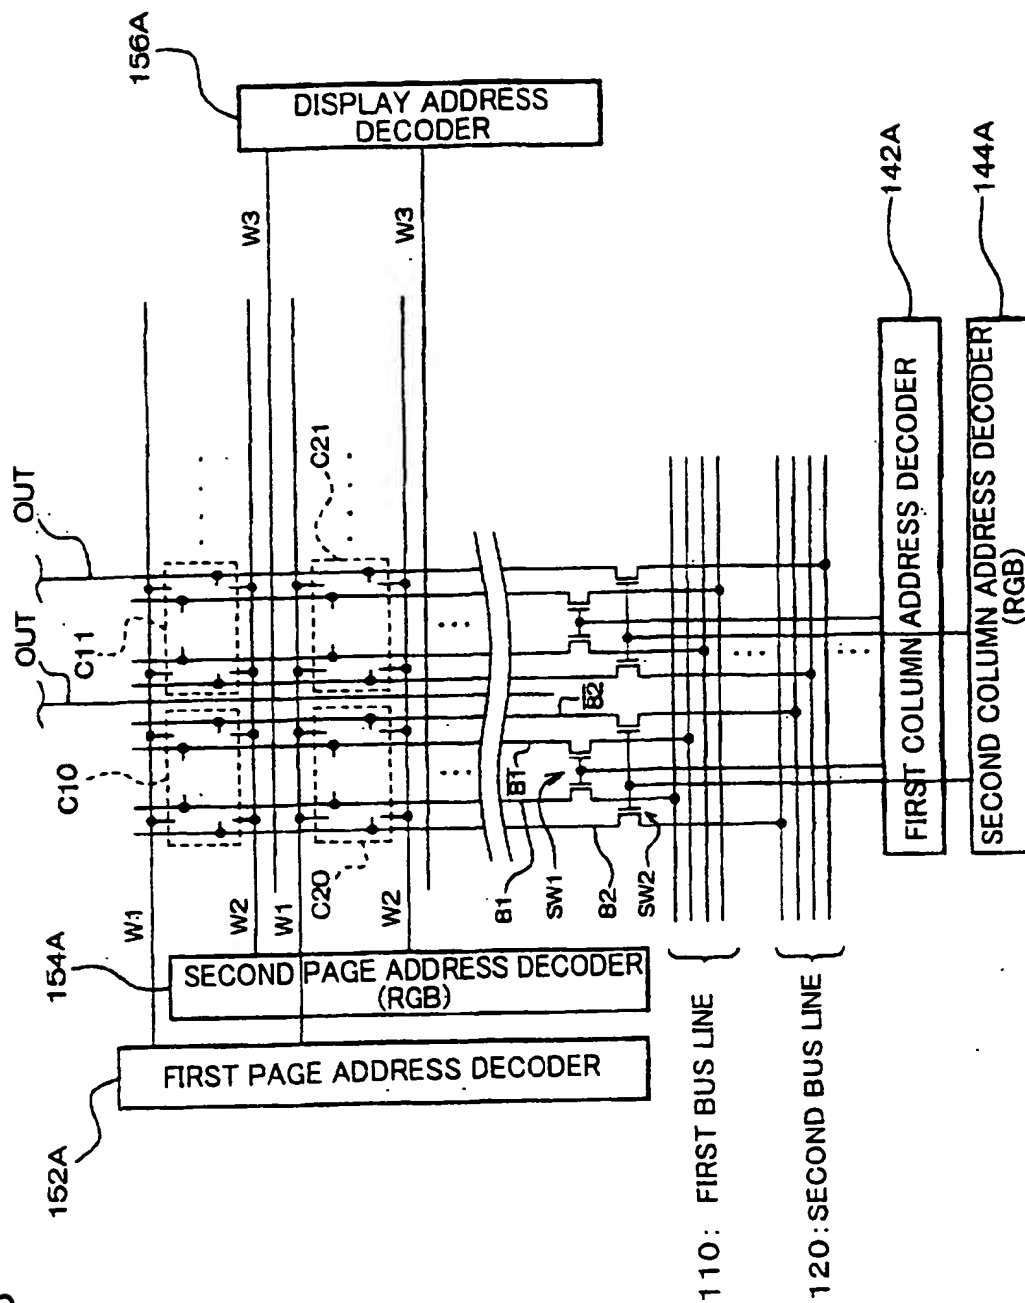 156A
DISPLAY ADDRESS
DECODER
W3
W3
OUT
OUT
C21
C11
C10
C20
W1
W2
W1
W2
154A
SECOND PAGE ADDRESS DECODER
(RGB)
152A
FIRST PAGE ADDRESS DECODER
B1
SW1
B2
SW2
B1
B2
142A
FIRST COLUMN ADDRESS DECODER
144A
SECOND COLUMN ADDRESS DECODER
(RGB)
110: FIRST BUS LINE
120: SECOND BUS LINE